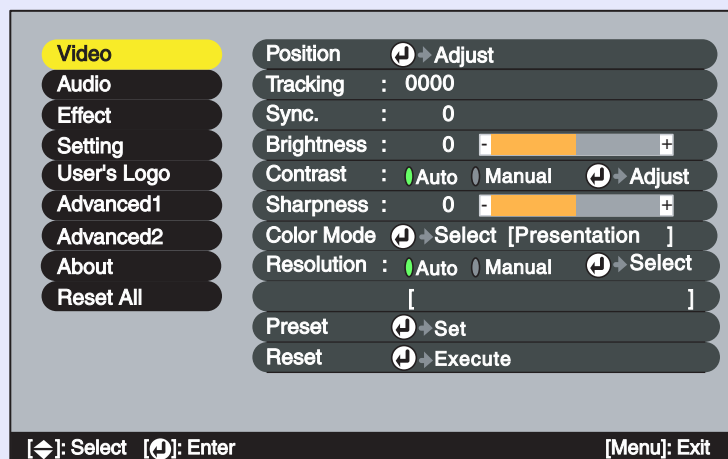 Video
Audio
Effect
Setting
User's Logo
Advanced1
Advanced2
About
Reset All
Position Adjust
Tracking : 0000
Sync. : 0
Brightness : 0 - +
Contrast : Auto Manual Adjust
Sharpness : 0 - +
Color Mode Select [Presentation ]
Resolution : Auto Manual Select
[ ]
Preset Set
Reset Execute
[ ]: Select [ ]: Enter [Menu]: Exit